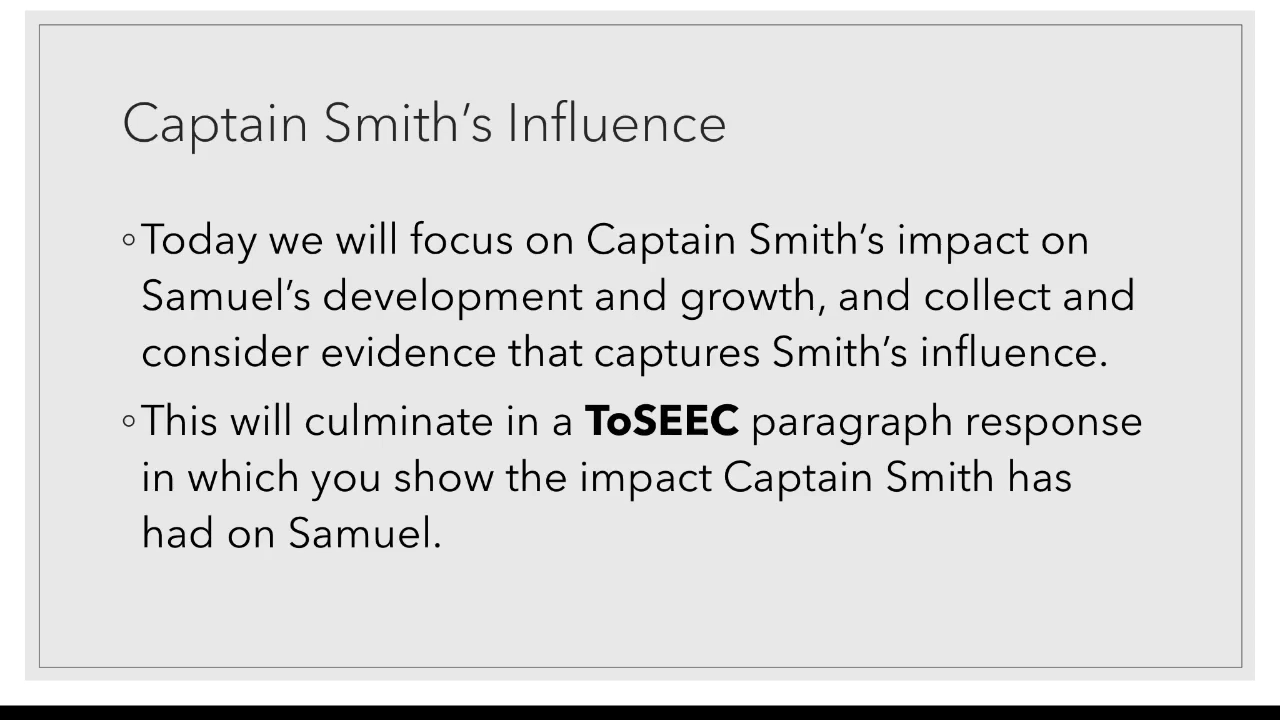 Captain Smith’s Influence
◦Today we will focus on Captain Smith’s impact on
Samuel’s development and growth, and collect and
consider evidence that captures Smith’s influence.
◦This will culminate in a ToSEEC paragraph response
in which you show the impact Captain Smith has
had on Samuel.